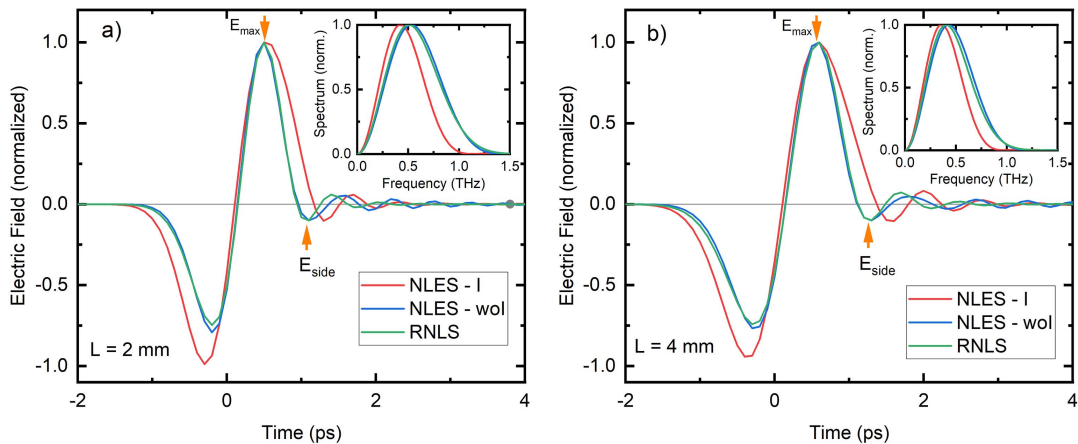 a)
E_max
1.0
0.5
0.0
-0.5
-1.0
Electric Field (normalized)
-2
0
2
4
Time (ps)
E_side
NLES - I
NLES - wol
RNLS
L = 2 mm
1.0
0.5
0.0
Spectrum (norm.)
0.0
0.5
1.0
1.5
Frequency (THz)
b)
E_max
1.0
0.5
0.0
-0.5
-1.0
Electric Field (normalized)
-2
0
2
4
Time (ps)
E_side
NLES - I
NLES - wol
RNLS
L = 4 mm
1.0
0.5
0.0
Spectrum (norm.)
0.0
0.5
1.0
1.5
Frequency (THz)